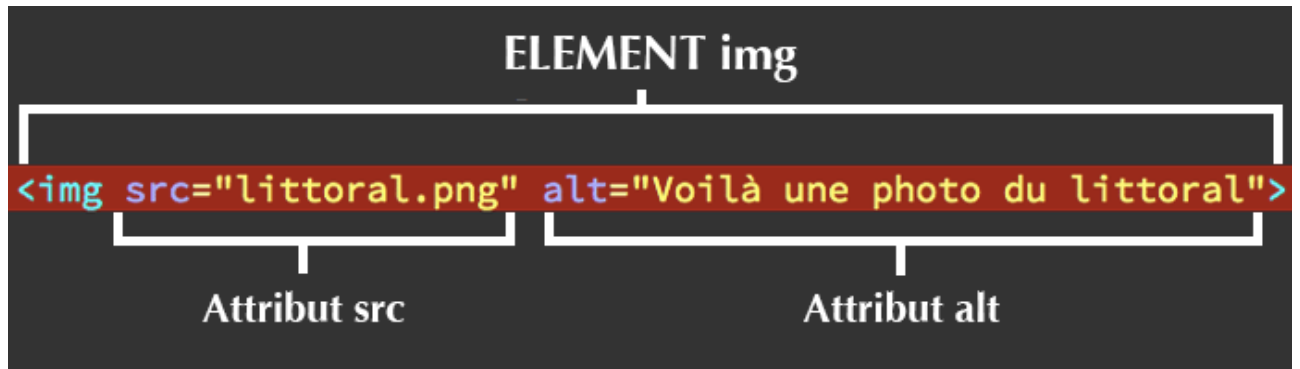 ELEMENT img
<img src="littoral.png" alt="Voilà une photo du littoral">
Attribut src
Attribut alt